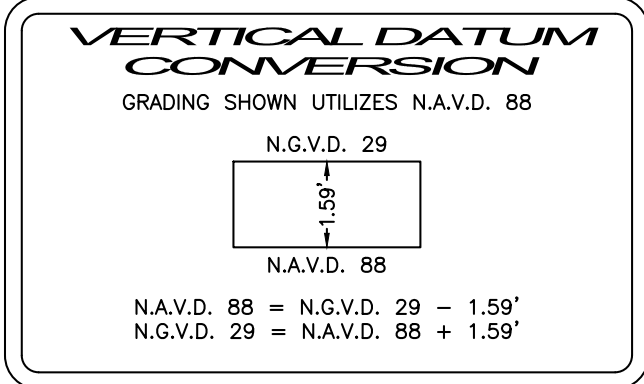 VERTICAL DATUM
CONVERSION
GRADING SHOWN UTILIZES N.A.V.D. 88
N.G.V.D. 29
1.59'
N.A.V.D. 88
N.A.V.D. 88 = N.G.V.D. 29 − 1.59'
N.G.V.D. 29 = N.A.V.D. 88 + 1.59'